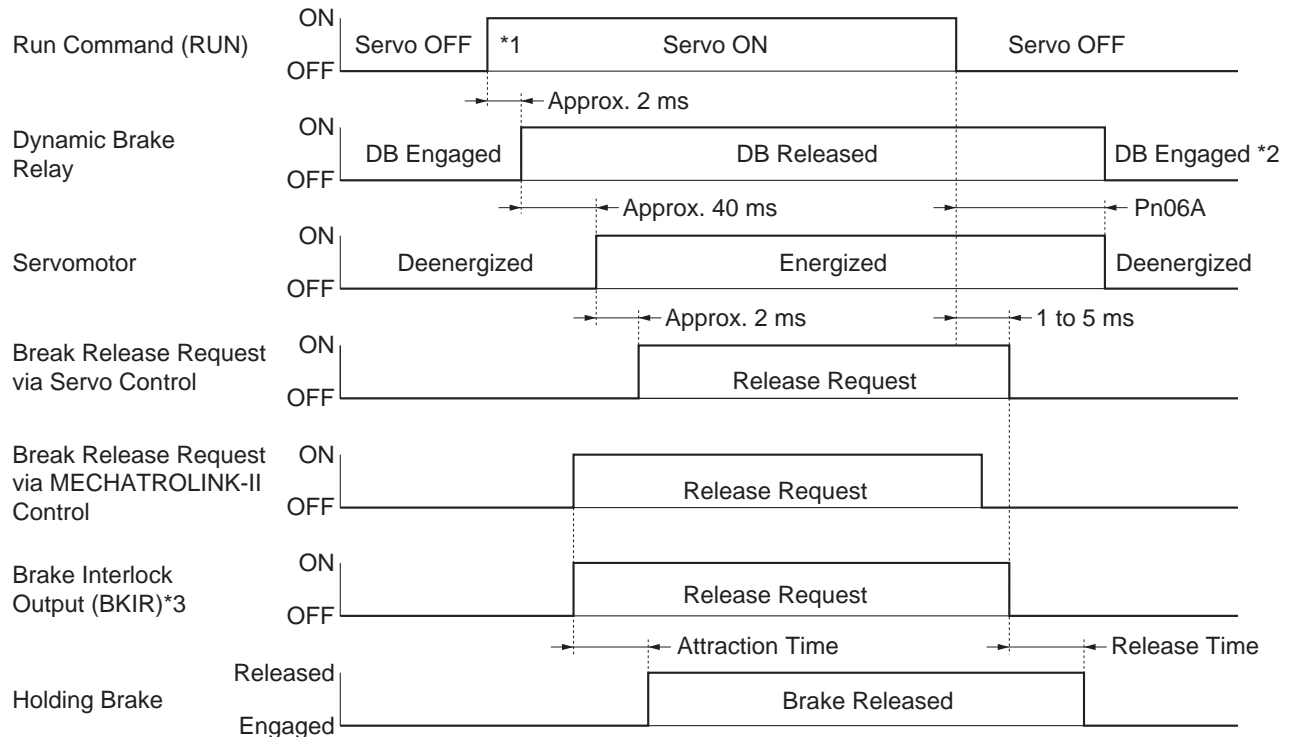 ON
Run Command (RUN)
Servo OFF
*1
Servo ON
Servo OFF
OFF
Approx. 2 ms
ON
Dynamic Brake
Relay
DB Engaged
DB Released
DB Engaged *2
OFF
Approx. 40 ms
Pn06A
ON
Servomotor
Deenergized
Energized
Deenergized
OFF
Approx. 2 ms
1 to 5 ms
ON
Break Release Request
via Servo Control
Release Request
OFF
Break Release Request
via MECHATROLINK-II
Control
ON
Release Request
OFF
ON
Brake Interlock
Output (BKIR)*3
Release Request
OFF
Attraction Time
Release Time
Released
Holding Brake
Brake Released
Engaged